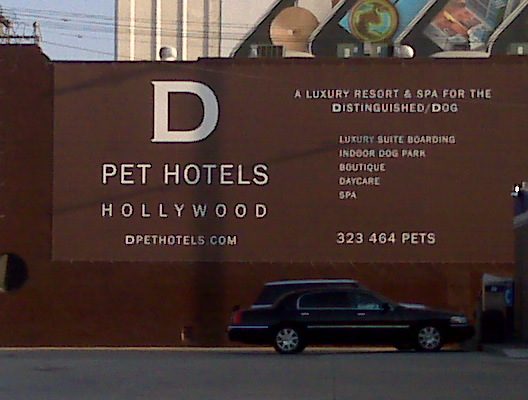 D
PET HOTELS
HOLLYWOOD
DPETHOTELS.COM
A LUXURY RESORT & SPA FOR THE
DISTINGUISHED/DOG
LUXURY SUITE BOARDING
INDOOR DOG PARK
BOUTIQUE
DAYCARE
SPA
323 464 PETS